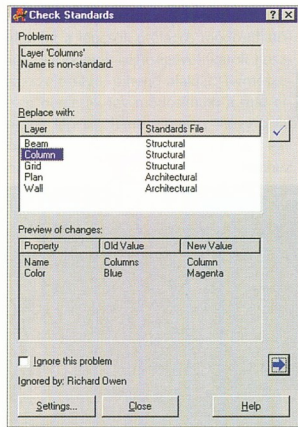 Check Standards
Problem:
Layer 'Columns'
Name is non-standard.
Replace with:
Layer Standards File
Beam Structural
Column Structural
Grid Structural
Plan Architectural
Wall Architectural
Preview of changes:
Property Old Value New Value
Name Columns Column
Color Blue Magenta
Ignore this problem
Ignored by: Richard Owen
Settings... Close Help